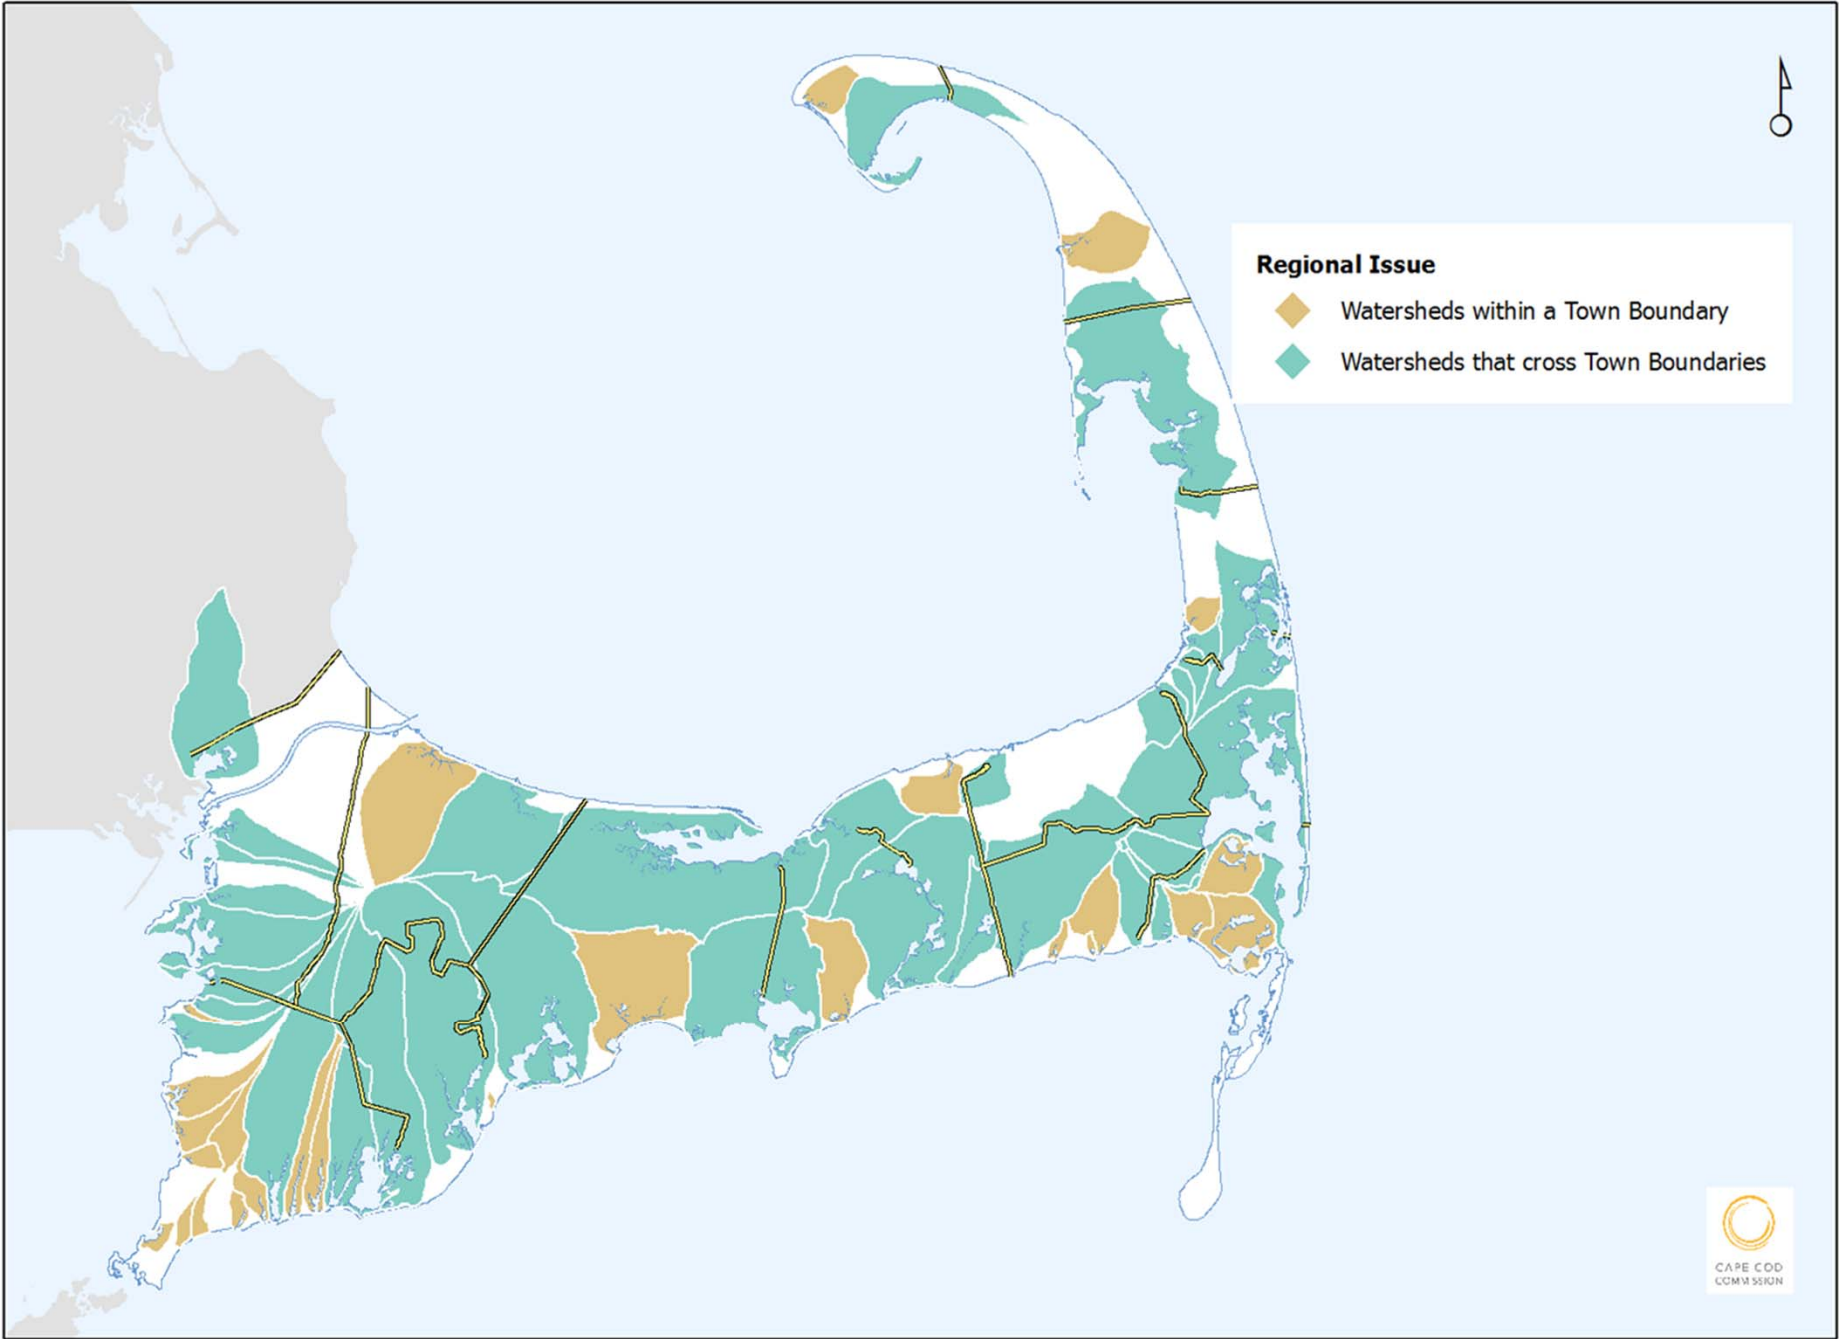 Regional Issue
Watersheds within a Town Boundary
Watersheds that cross Town Boundaries
CAPE COD
COMMISSION